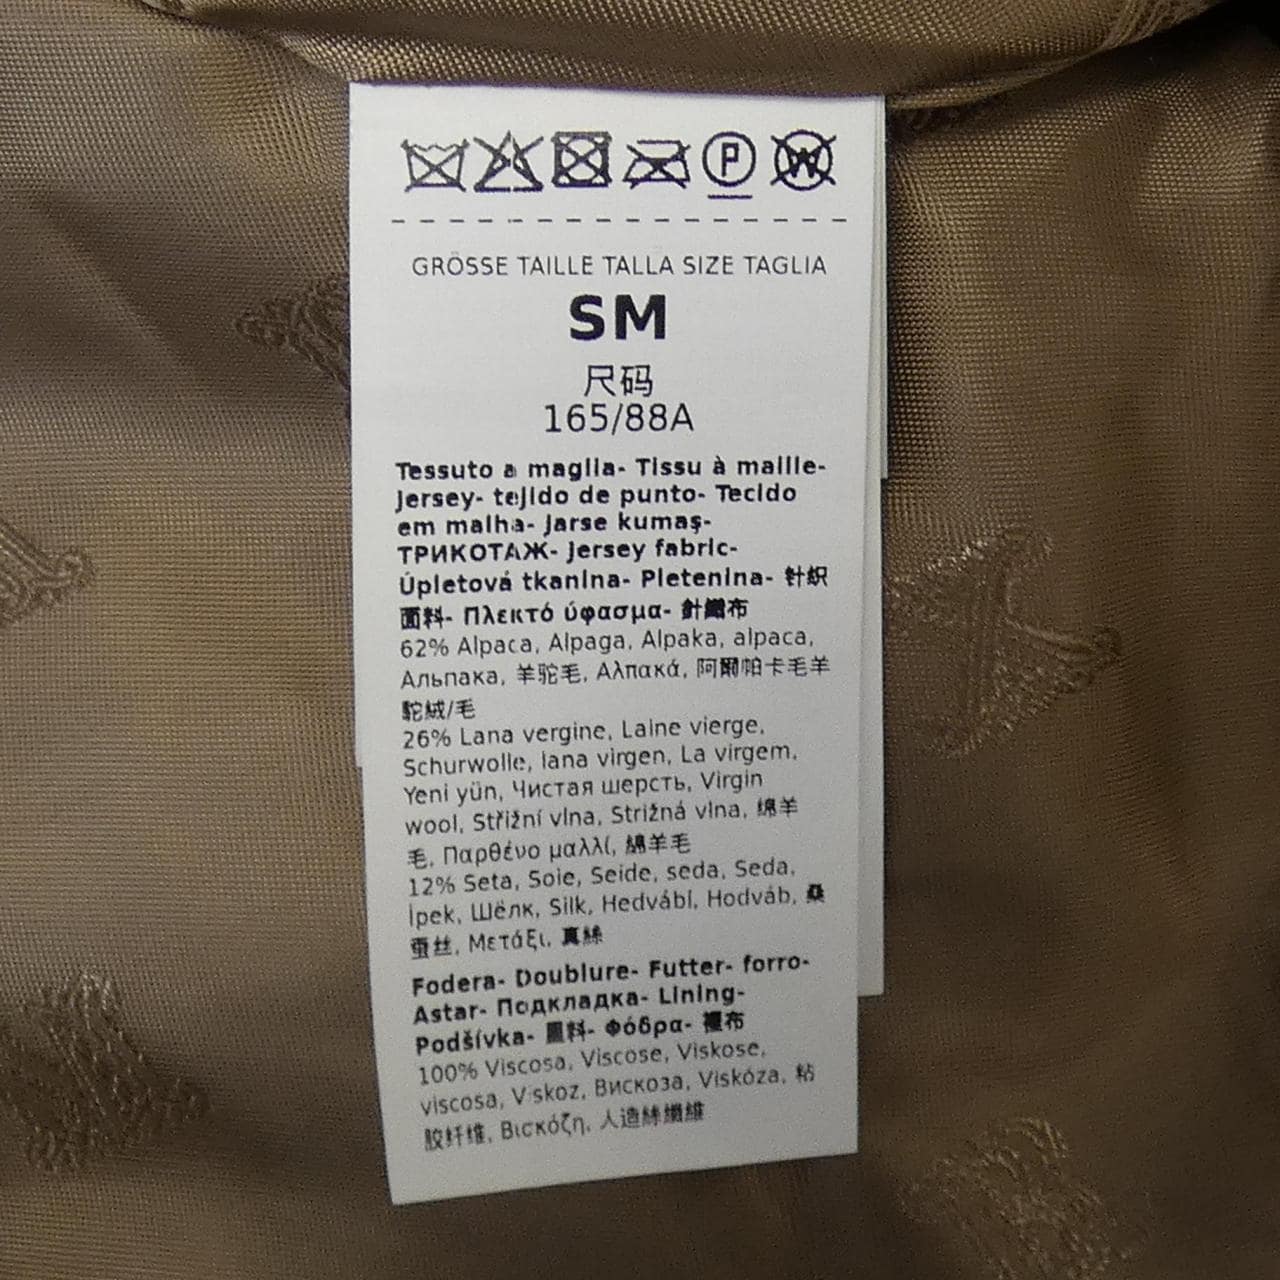 P W
GRÖSSE TAILLE TALLA SIZE TAGLIA
SM
尺码
165/88A
Tessuto a maglia- Tissu à maille-
Jersey- tejido de punto- Tecido
em malha- Jarse kumaş-
ТРИКОТАЖ- Jersey fabric-
Úpletová tkanina- Pletenina- 针织
面料- Πλεκτό ύφασμα- 針織布
62% Alpaca, Alpaga, Alpaka, alpaca,
Альпака, 羊驼毛, Αλπακά, 阿爾帕卡毛羊
駝絨/毛
26% Lana vergine, Laine vierge,
Schurwolle, lana virgen, La virgem,
Yeni yün, Чистая шерсть, Virgin
wool, Střižní vlna, Strižná vlna, 绵羊
毛, Παρθένο μαλλί, 綿羊毛
12% Seta, Soie, Seide, seda, Seda,
İpek, Шёлк, Silk, Hedvábí, Hodváb, 桑
蚕丝, Μετάξι, 真絲
Fodera- Doublure- Futter- forro-
Astar- Подкладка- Lining-
Podšívka- 里料- Φόδρα- 裡布
100% Viscosa, Viscose, Viskose,
viscosa, Viskoz, Вискоза, Viskóza, 粘
胶纤维, Βισκόζη, 人造絲纖維